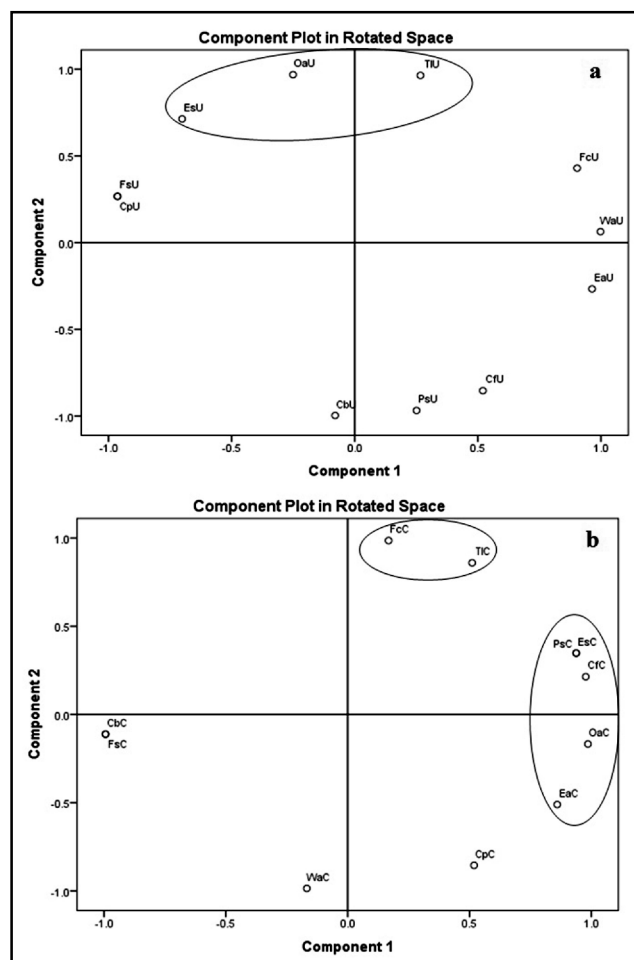 Component Plot in Rotated Space
a
OaU
TlU
EsU
FcU
FsU
CpU
WaU
EaU
CfU
PsU
CbU
Component 2
1.0
0.5
0.0
-0.5
-1.0
-1.0 -0.5 0.0 0.5 1.0
Component 1
Component Plot in Rotated Space
b
FcC
TlC
PsC EsC
CfC
CbC
FsC
OaC
EaC
CpC
WaC
Component 2
1.0
0.5
0.0
-0.5
-1.0
-1.0 -0.5 0.0 0.5 1.0
Component 1